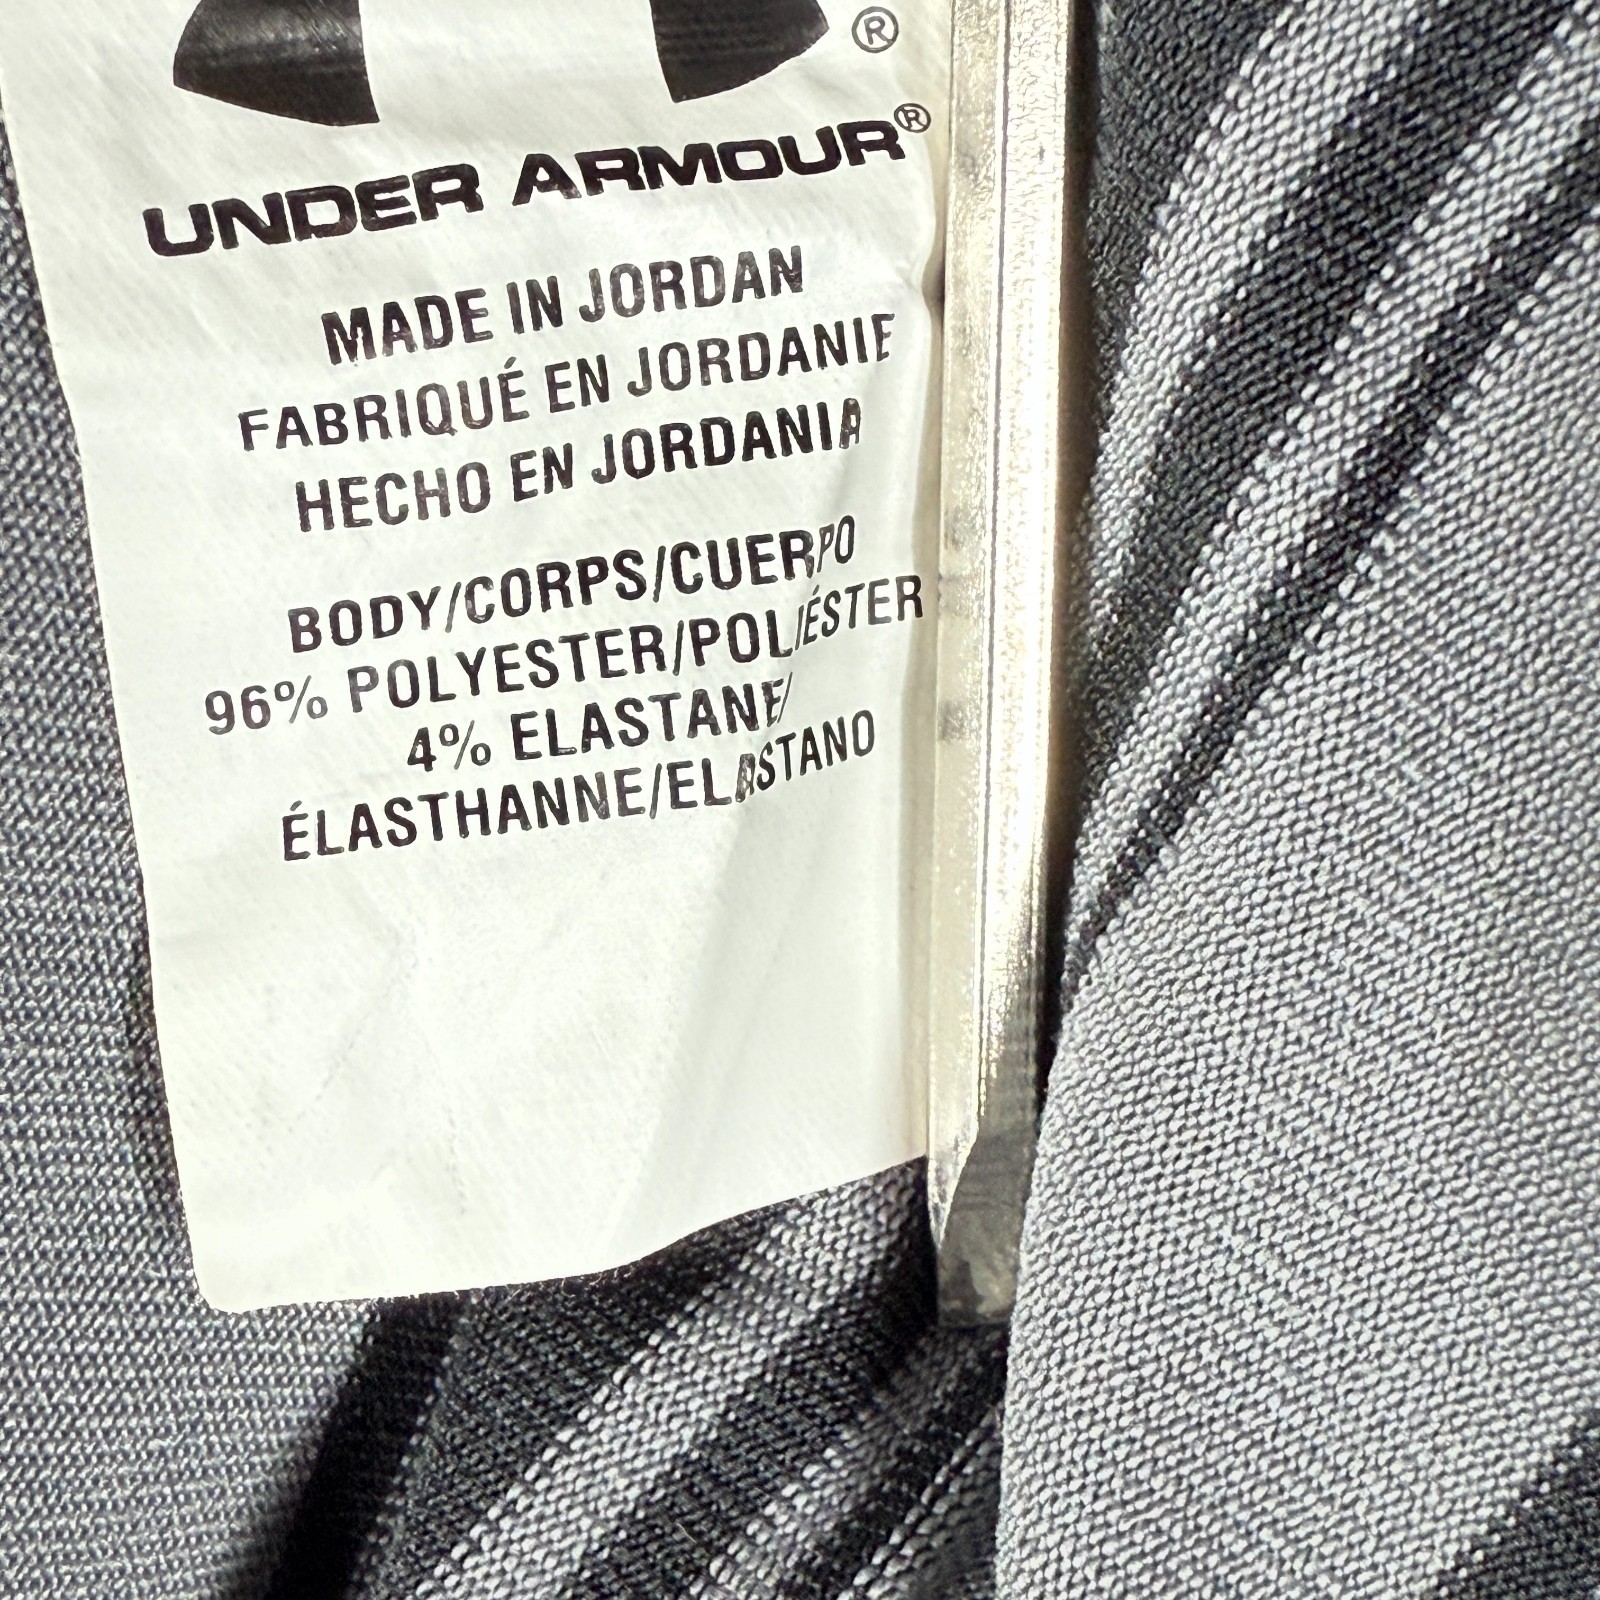 ®
UNDER ARMOUR®
MADE IN JORDAN
FABRIQUÉ EN JORDANIE
HECHO EN JORDANIA
BODY/CORPS/CUERPO
96% POLYESTER/POLIÉSTER
4% ELASTANE/
ÉLASTHANNE/ELASTANO